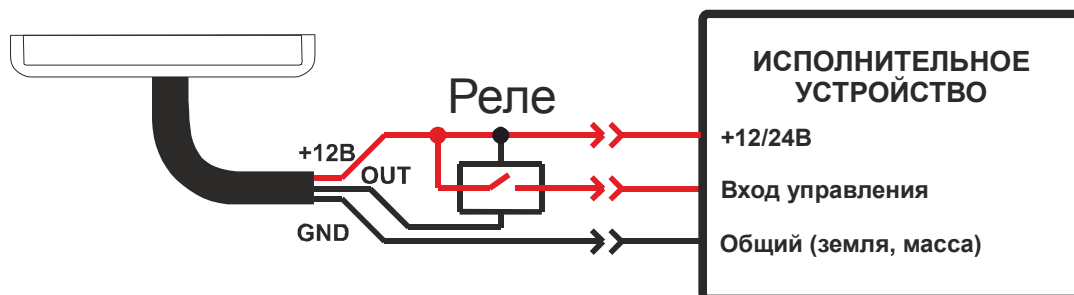 ИСПОЛНИТЕЛЬНОЕ
УСТРОЙСТВО
Реле
+12В
+12/24В
OUT
Вход управления
GND
Общий (земля, масса)